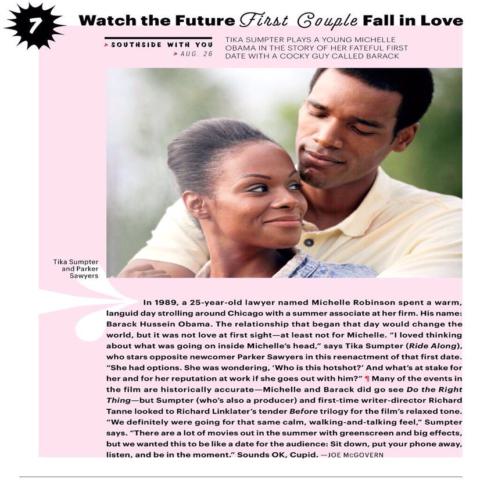 7
Watch the Future First Couple Fall in Love
➤ SOUTHSIDE WITH YOU
➤ AUG. 26
TIKA SUMPTER PLAYS A YOUNG MICHELLE
OBAMA IN THE STORY OF HER FATEFUL FIRST
DATE WITH A COCKY GUY CALLED BARACK
Tika Sumpter
and Parker
Sawyers
In 1989, a 25-year-old lawyer named Michelle Robinson spent a warm,
languid day strolling around Chicago with a summer associate at her firm. His name:
Barack Hussein Obama. The relationship that began that day would change the
world, but it was not love at first sight—at least not for Michelle. "I loved thinking
about what was going on inside Michelle's head," says Tika Sumpter (Ride Along),
who stars opposite newcomer Parker Sawyers in this reenactment of that first date.
"She had options. She was wondering, 'Who is this hotshot?' And what's at stake for
her and for her reputation at work if she goes out with him?" ¶ Many of the events in
the film are historically accurate—Michelle and Barack did go see Do the Right
Thing—but Sumpter (who's also a producer) and first-time writer-director Richard
Tanne looked to Richard Linklater's tender Before trilogy for the film's relaxed tone.
"We definitely were going for that same calm, walking-and-talking feel," Sumpter
says. "There are a lot of movies out in the summer with greenscreen and big effects,
but we wanted this to be like a date for the audience: Sit down, put your phone away,
listen, and be in the moment." Sounds OK, Cupid. —JOE McGOVERN